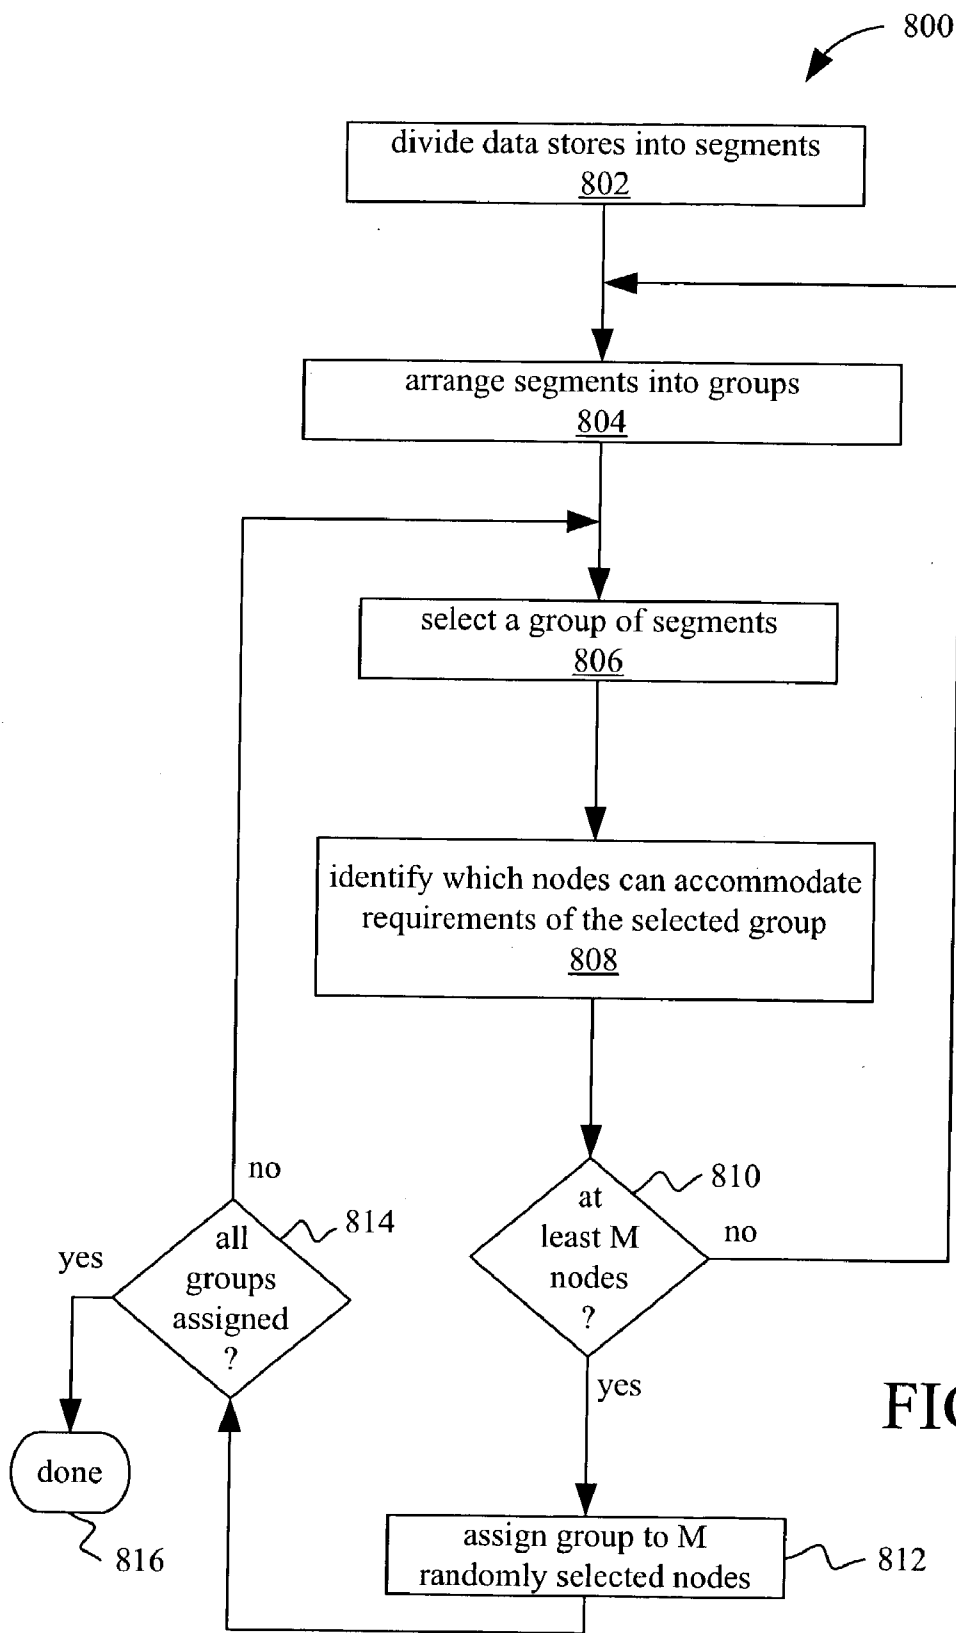 800
divide data stores into segments
802
arrange segments into groups
804
select a group of segments
806
identify which nodes can accommodate
requirements of the selected group
808
at
least M
nodes
?
810
no
yes
no
all
groups
assigned
?
814
yes
done
816
assign group to M
randomly selected nodes
812